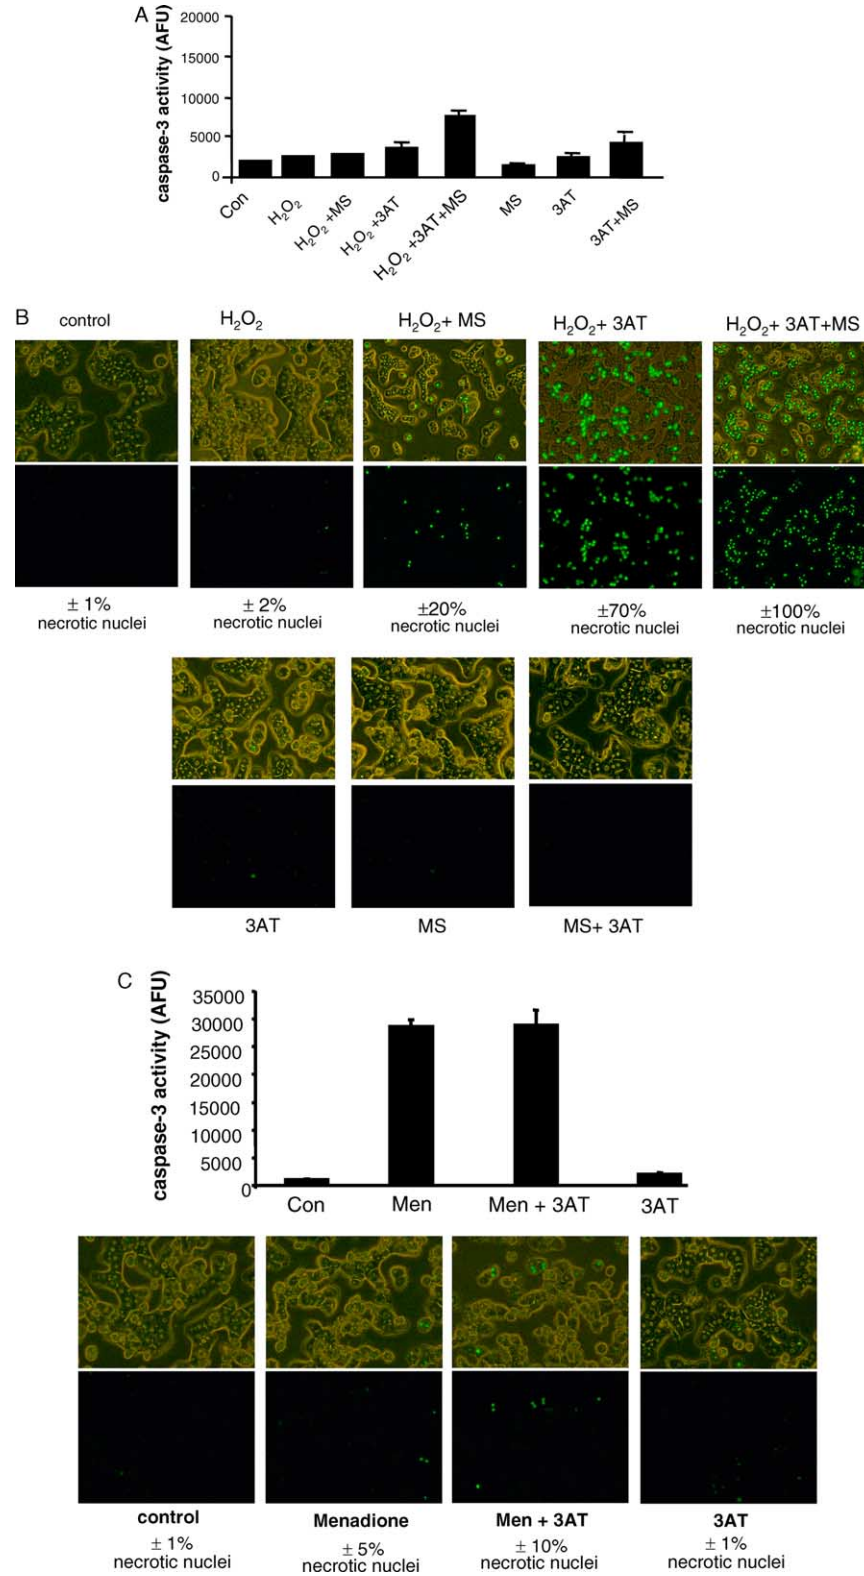 A
caspase-3 activity (AFU)
20000
15000
10000
5000
0
Con
H₂O₂
H₂O₂ +MS
H₂O₂ +3AT
H₂O₂ +3AT+MS
MS
3AT
3AT+MS
B
control
H₂O₂
H₂O₂+ MS
H₂O₂+ 3AT
H₂O₂+ 3AT+MS
± 1%
necrotic nuclei
± 2%
necrotic nuclei
±20%
necrotic nuclei
±70%
necrotic nuclei
±100%
necrotic nuclei
3AT
MS
MS+ 3AT
C
caspase-3 activity (AFU)
35000
30000
25000
20000
15000
10000
5000
0
Con
Men
Men + 3AT
3AT
control
± 1%
necrotic nuclei
Menadione
± 5%
necrotic nuclei
Men + 3AT
± 10%
necrotic nuclei
3AT
± 1%
necrotic nuclei